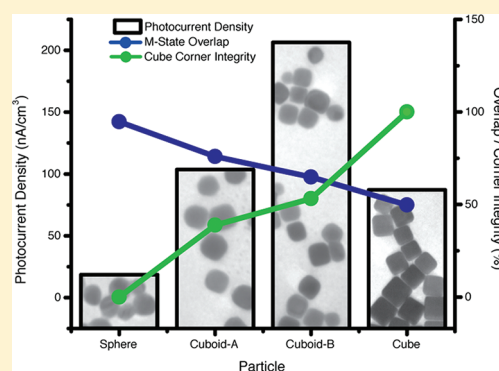 Photocurrent Density
M-State Overlap
Cube Corner Integrity
Photocurrent Density (nA/cm³)
200
150
100
50
0
150
100
50
0
Overlap / Corner Integrity (%)
Sphere Cuboid-A Cuboid-B Cube
Particle